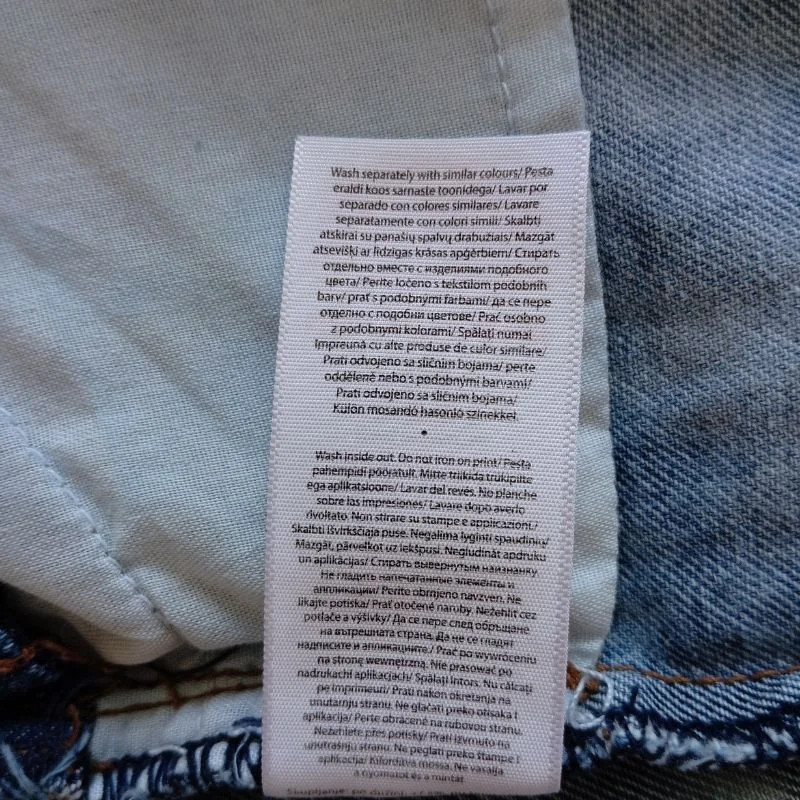 Wash separately with similar colours/ Pesta
eraldi koos sarnaste toonidega/ Lavar por
separado con colores similares/ Lavare
separatamente con colori simili/ Skalbti
atskirai su panašių spalvų drabužiais/ Mazgāt
atsevišķi ar līdzīgas krāsas apģērbiem/ Стирать
отдельно вместе с изделиями подобного
цвета/ Perite ločeno s tekstilom podobnih
barv/ prať s podobnými farbami/ да се пере
отделно с подобни цветове/ Prać osobno
z podobnymi kolorami/ Spălați numai
împreună cu alte produse de culor similare/
Prati odvojeno sa sličnim bojama/ perte
oddělené nebo s podobnými barvami/
Prati odvojeno sa sličnim bojama/
Külön mosandó hasonló színekkel
•
Wash inside out. Do not iron on print/ Pesta
pahempidi pööratult. Mitte triikida trükipilte
ega aplikatsioone/ Lavar del revés. No planche
sobre las impresiones/ Lavare dopo averlo
rivoltato. Non stirare su stampe e applicazioni./
Skalbti išvirkščiaja puse. Negalima lyginti spaudinių/
Mazgāt, pārvelkot uz iekšpusi. Negludināt apdruku
un aplikācijas/ Стирать вывернутым наизнанку
Не гладить напечатанные элементы и
аппликации/ Perite obrnjeno navzven. Ne
likajte potiska/ Prať otočené naruby. Nežehliť cez
potlače a výšivky/ Да се пере след обръщане
на вътрешната страна. Да не се гладят
надписите и апликациите./ Prać po wywróceniu
na stronę wewnętrzną. Nie prasować po
nadrukach i aplikacjach/ Spălați întors. Nu călcați
pe imprimeuri/ Prati nakon okretanja na
unutarnju stranu. Ne glačati preko otisaka i
aplikacija/ Perte obrácené na rubovou stranu.
Nežehlete přes potisky/ Prati izvrnuto na
unutrašnju stranu. Ne peglati preko štampe i
aplikacija/ Kifordítva mossa. Ne vasalja
a nyomatot és a mintát
Skupljanje: po dužini